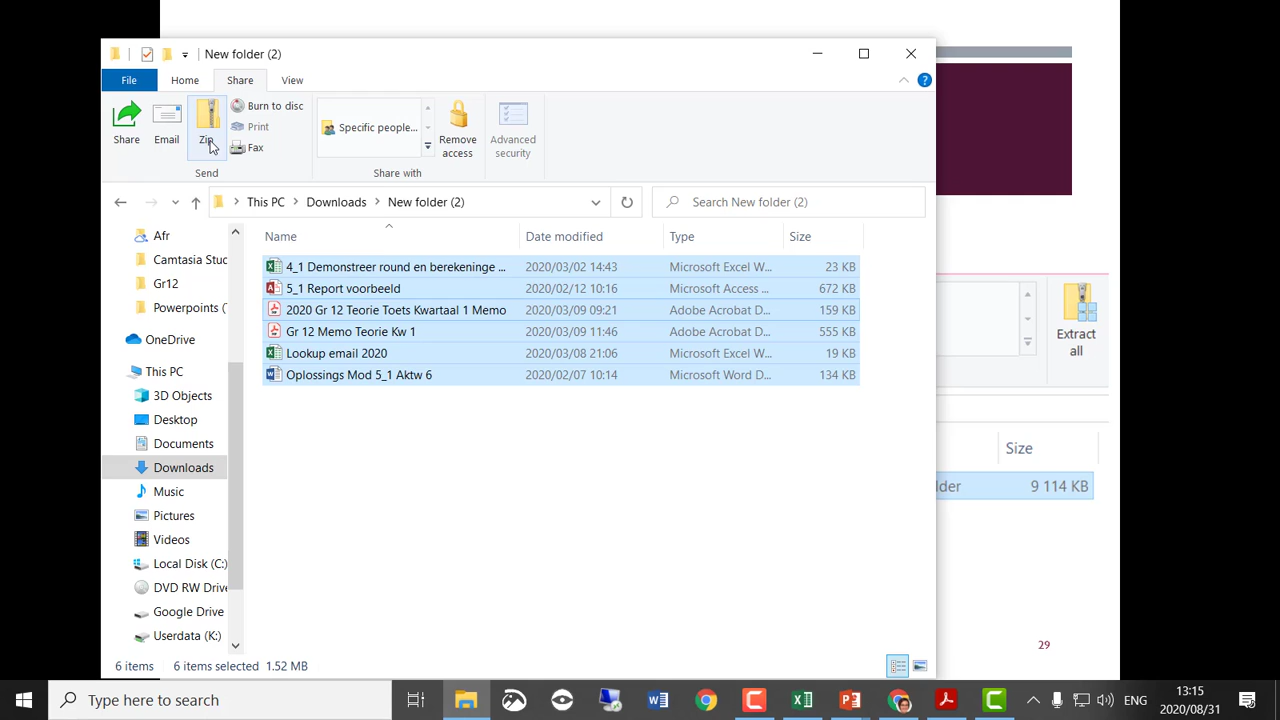 New folder (2)
File
Home
Share
View
Share
Email
Zip
Burn to disc
Print
Fax
Specific people...
Remove
access
Advanced
security
Send
Share with
This PC
Downloads
New folder (2)
Search New folder (2)
Name
Date modified
Type
Size
4_1 Demonstreer round en berekeninge ...
2020/03/02 14:43
Microsoft Excel W...
23 KB
5_1 Report voorbeeld
2020/02/12 10:16
Microsoft Access ...
672 KB
2020 Gr 12 Teorie Toets Kwartaal 1 Memo
2020/03/09 09:21
Adobe Acrobat D...
159 KB
Gr 12 Memo Teorie Kw 1
2020/03/09 11:46
Adobe Acrobat D...
555 KB
Lookup email 2020
2020/03/08 21:06
Microsoft Excel W...
19 KB
Oplossings Mod 5_1 Aktw 6
2020/02/07 10:14
Microsoft Word D...
134 KB
Afr
Camtasia Stuc
Gr12
Powerpoints (
OneDrive
This PC
3D Objects
Desktop
Documents
Downloads
Music
Pictures
Videos
Local Disk (C:)
DVD RW Drive
Google Drive
Userdata (K:)
6 items
6 items selected
1.52 MB
Extract
all
Size
lder
9 114 KB
29
Type here to search
ENG
13:15
2020/08/31